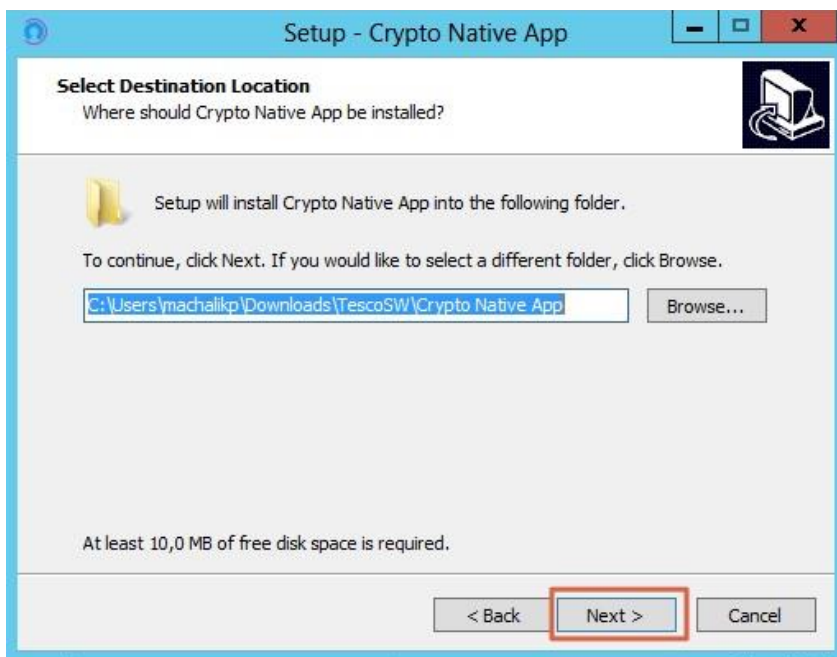 Setup - Crypto Native App
Select Destination Location
Where should Crypto Native App be installed?
Setup will install Crypto Native App into the following folder.
To continue, click Next. If you would like to select a different folder, click Browse.
C:\Users\machalikp\Downloads\TescoSW\Crypto Native App
Browse...
At least 10,0 MB of free disk space is required.
< Back
Next >
Cancel